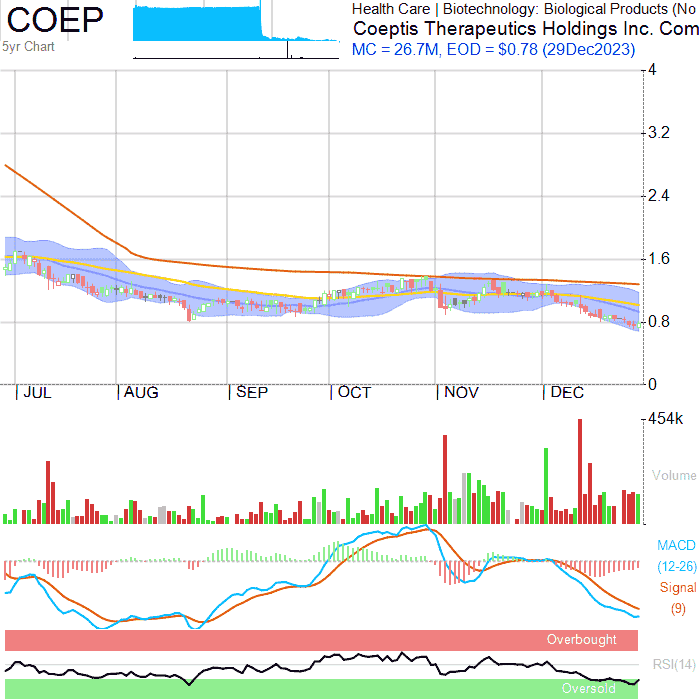 COEP
5yr Chart
Health Care | Biotechnology: Biological Products (No
Coeptis Therapeutics Holdings Inc. Com
MC = 26.7M, EOD = $0.78 (29Dec2023)
4
3.2
2.4
1.6
0.8
0
JUL
AUG
SEP
OCT
NOV
DEC
454k
Volume
MACD
(12-26)
Signal
(9)
Overbought
RSI(14)
Oversold